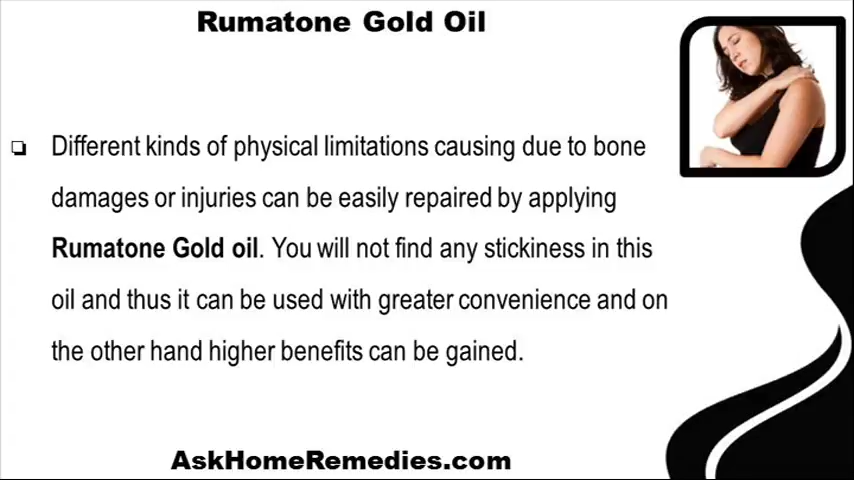 Rumatone Gold Oil
❏ Different kinds of physical limitations causing due to bone
damages or injuries can be easily repaired by applying
Rumatone Gold oil. You will not find any stickiness in this
oil and thus it can be used with greater convenience and on
the other hand higher benefits can be gained.
AskHomeRemedies.com